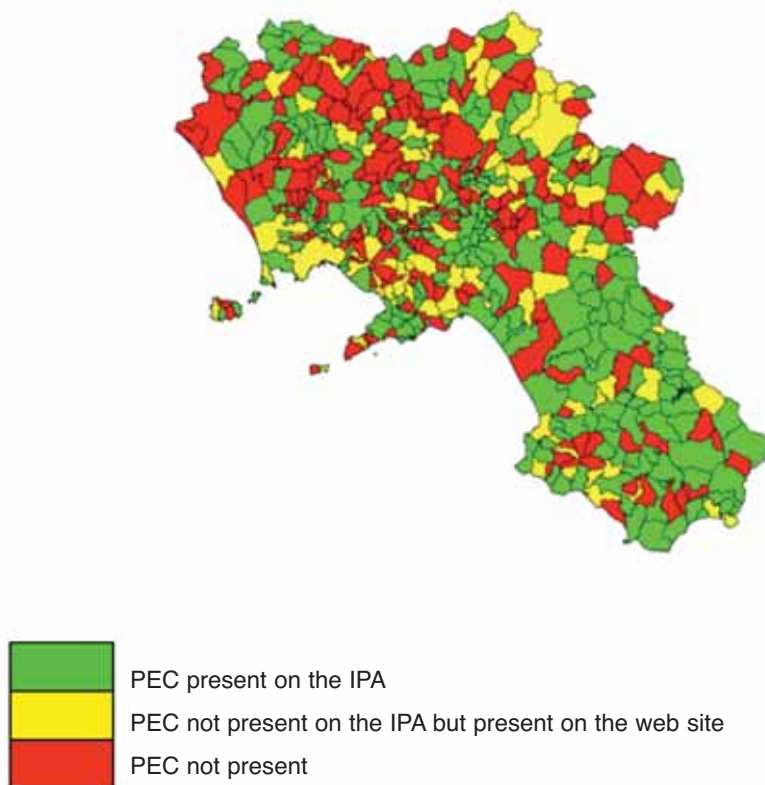 PEC present on the IPA
PEC not present on the IPA but present on the web site
PEC not present